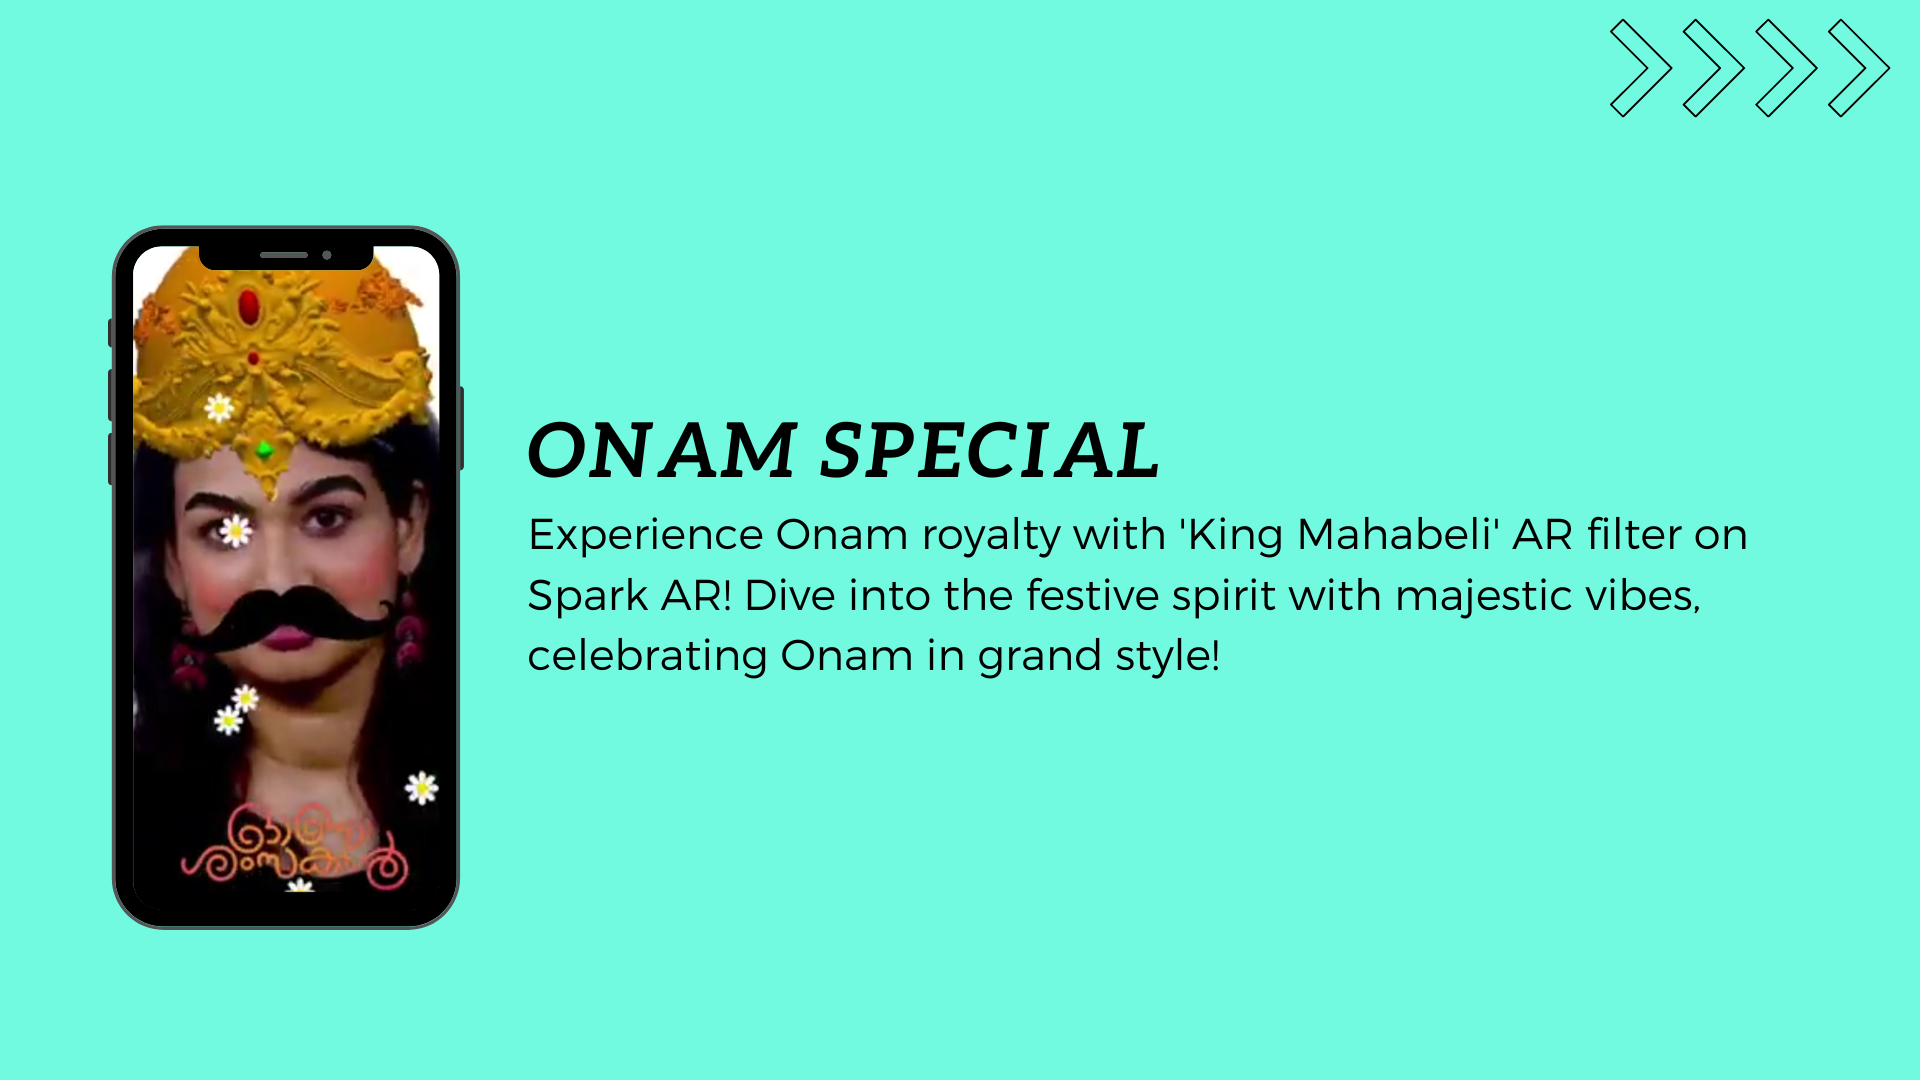 ONAM SPECIAL
Experience Onam royalty with 'King Mahabeli' AR filter on
Spark AR! Dive into the festive spirit with majestic vibes,
celebrating Onam in grand style!